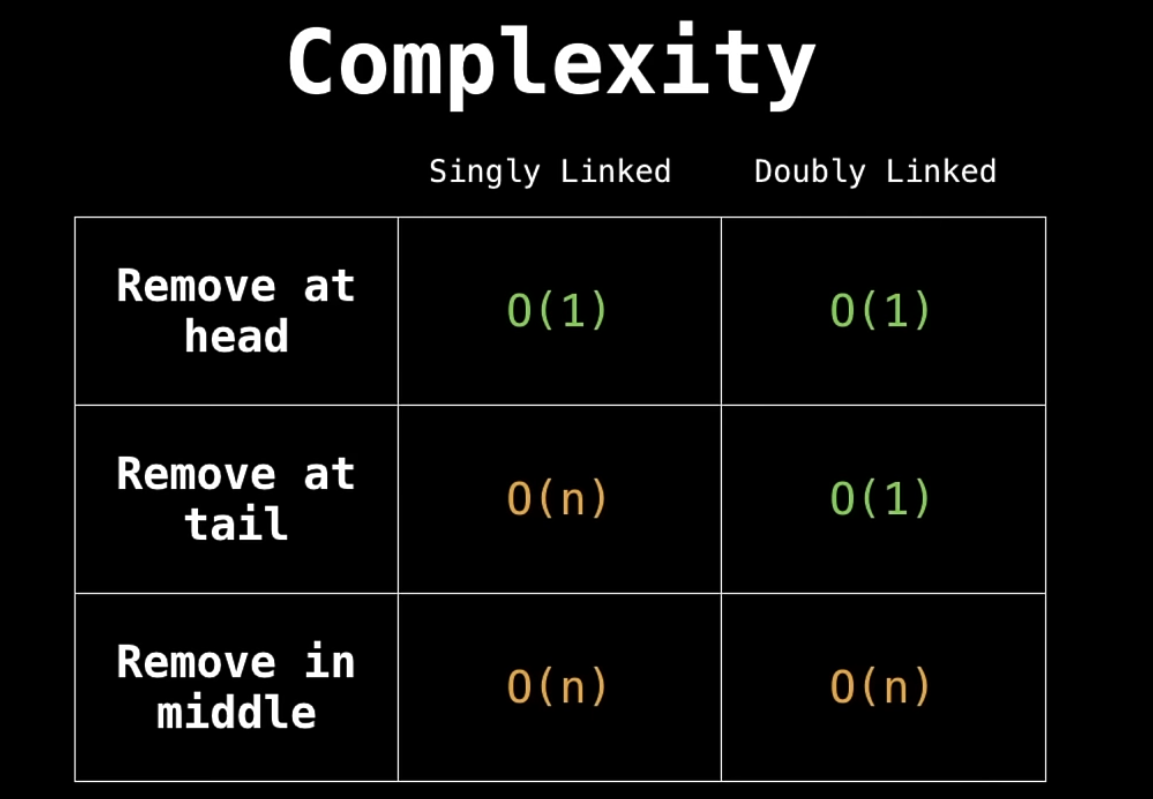 Complexity
Singly Linked
Doubly Linked
Remove at
head
O(1)
O(1)
Remove at
tail
O(n)
O(1)
Remove in
middle
O(n)
O(n)